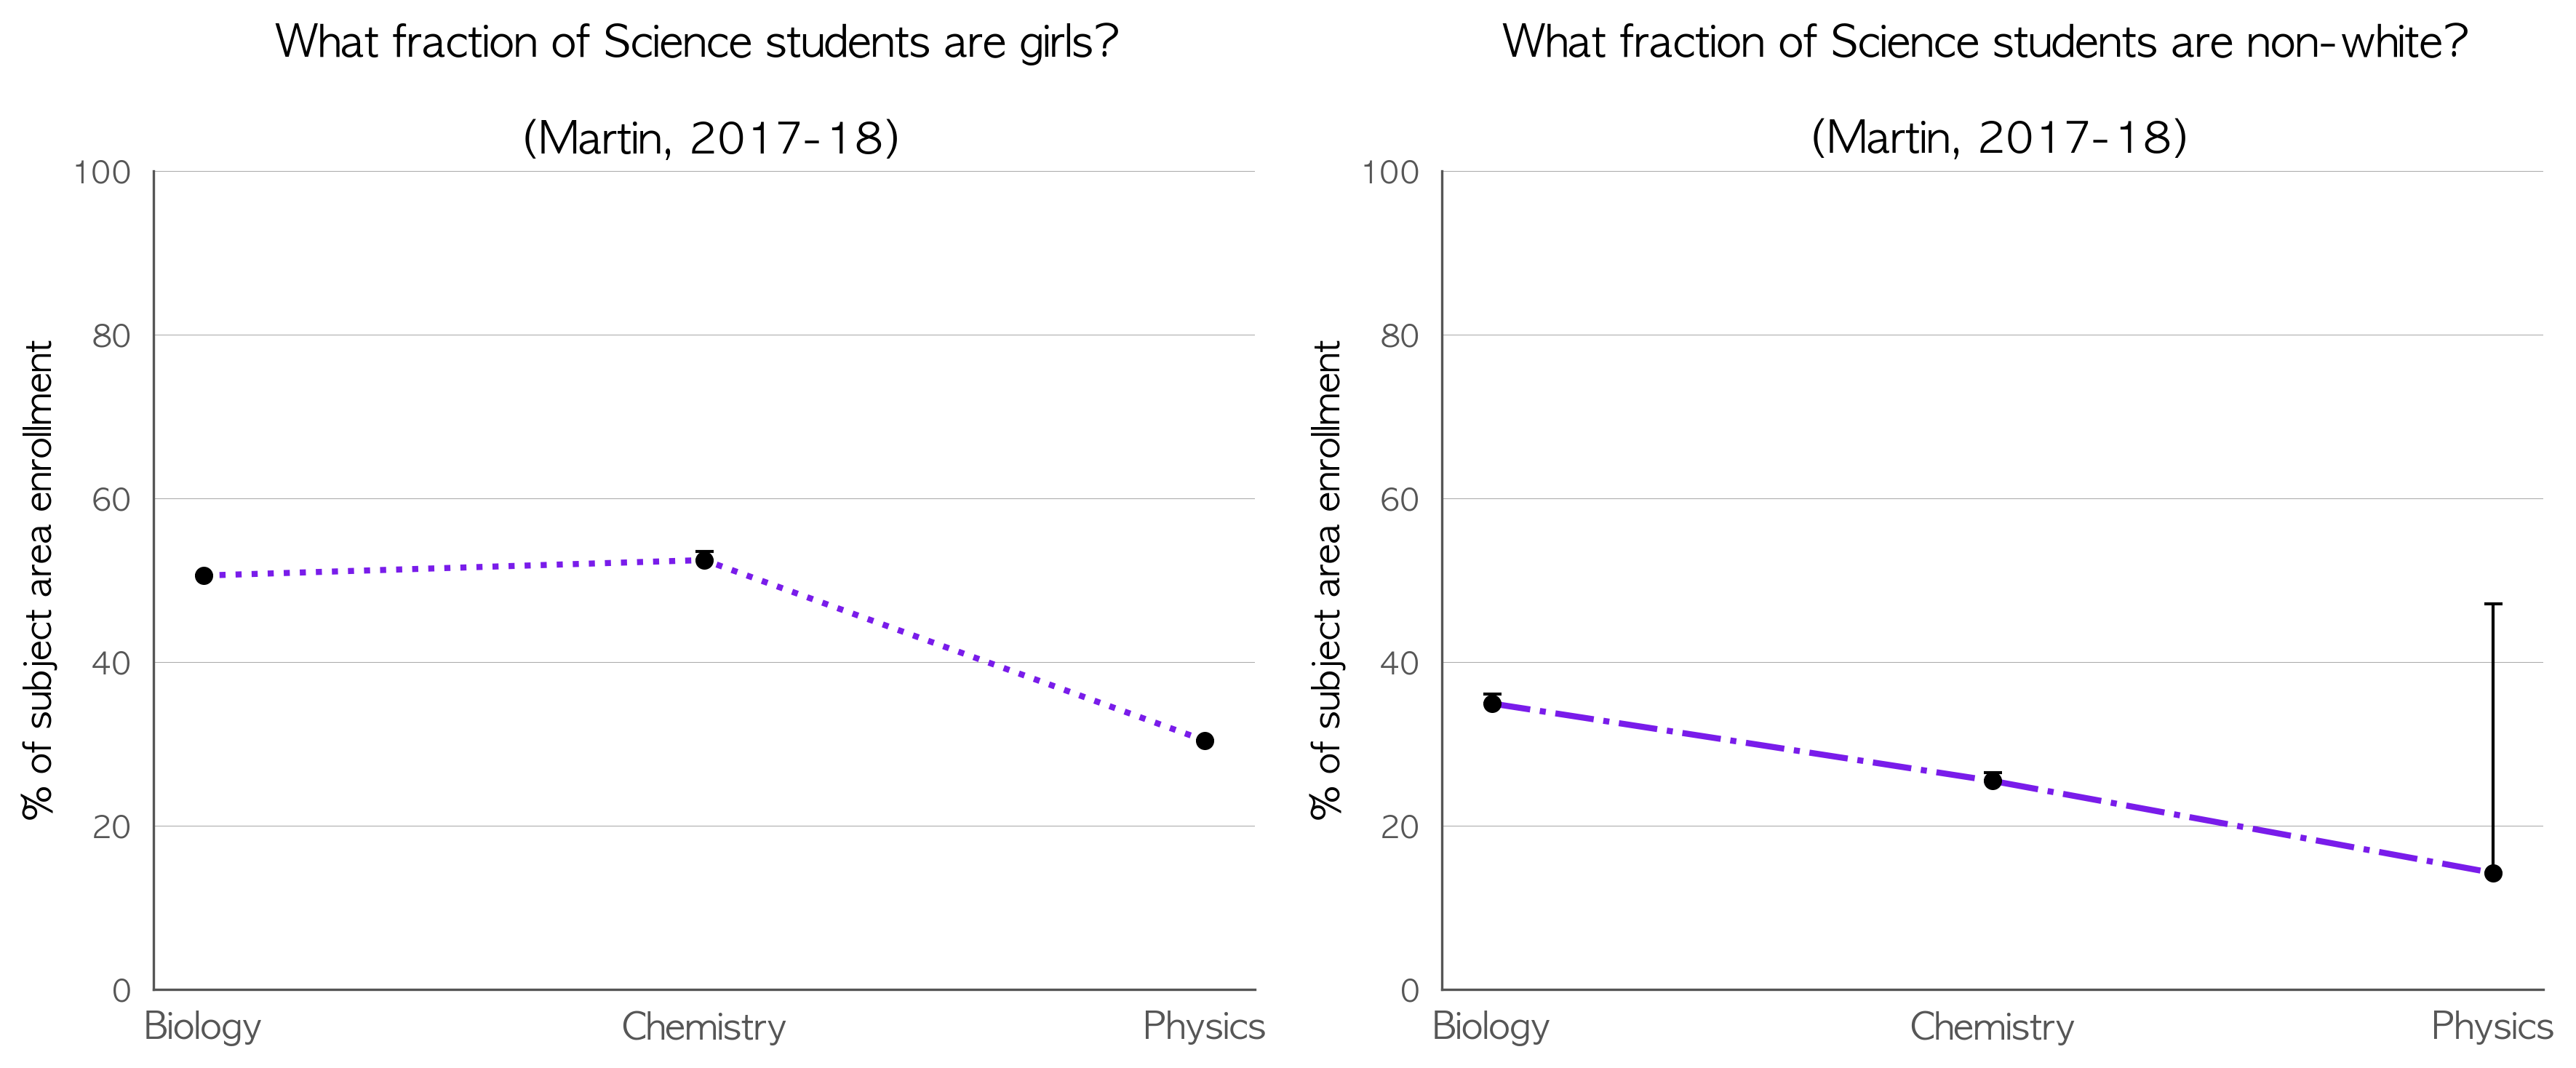 What fraction of Science students are girls?
(Martin, 2017-18)
% of subject area enrollment
100
80
60
40
20
0
Biology
Chemistry
Physics
What fraction of Science students are non-white?
(Martin, 2017-18)
% of subject area enrollment
100
80
60
40
20
0
Biology
Chemistry
Physics